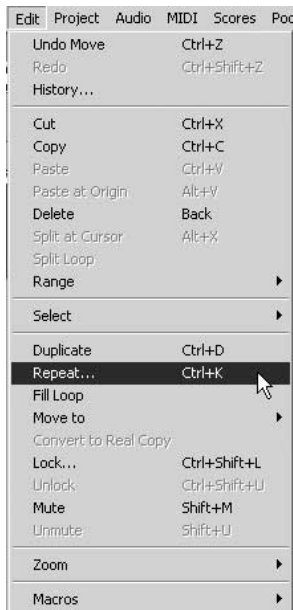 Edit Project Audio MIDI Scores
Undo Move Ctrl+Z
Redo Ctrl+Shift+Z
History...
Cut Ctrl+X
Copy Ctrl+C
Paste Ctrl+V
Paste at Origin Alt+V
Delete Back
Split at Cursor Alt+X
Split Loop
Range
Select
Duplicate Ctrl+D
Repeat... Ctrl+K
Fill Loop
Move to
Convert to Real Copy
Lock... Ctrl+Shift+L
Unlock Ctrl+Shift+U
Mute Shift+M
Unmute Shift+U
Zoom
Macros